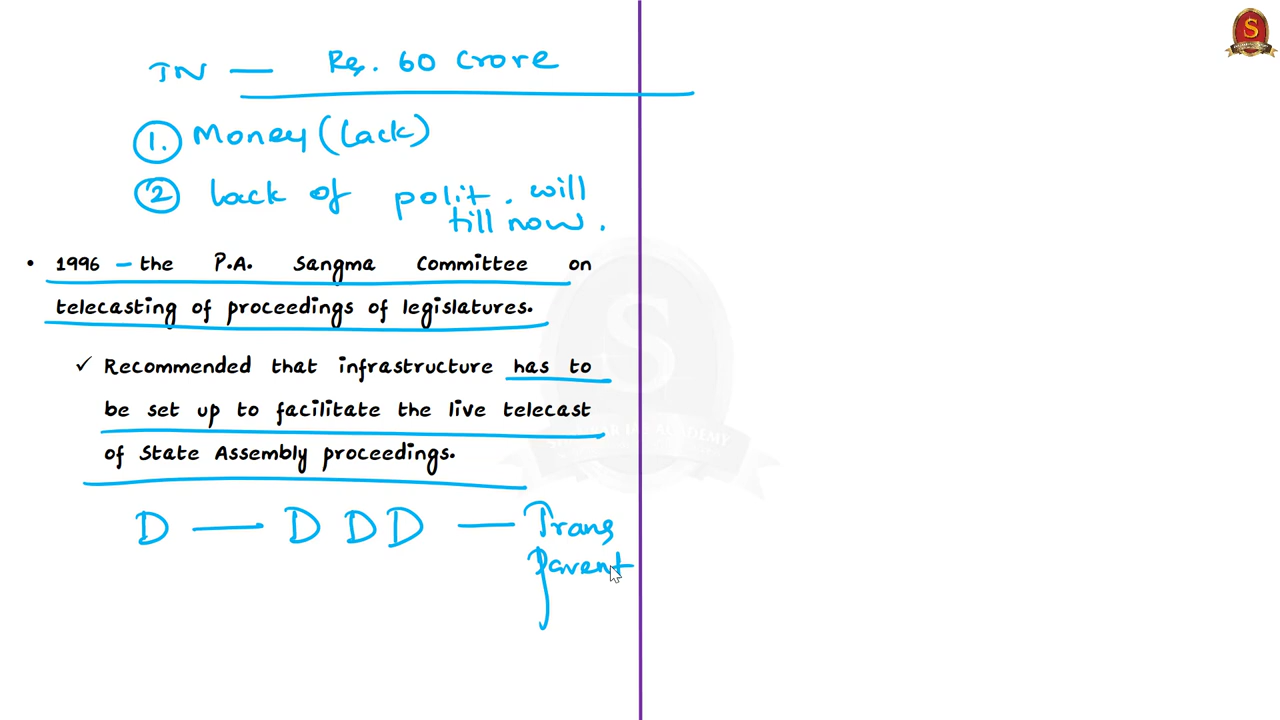 TN — Rs. 60 Crore
1. Money (lack)
2 lack of polit. will
till now.
• 1996 – the P.A. Sangma Committee on
telecasting of proceedings of legislatures.
✓ Recommended that infrastructure has to
be set up to facilitate the live telecast
of State Assembly proceedings.
D — D D D — Trans
parent